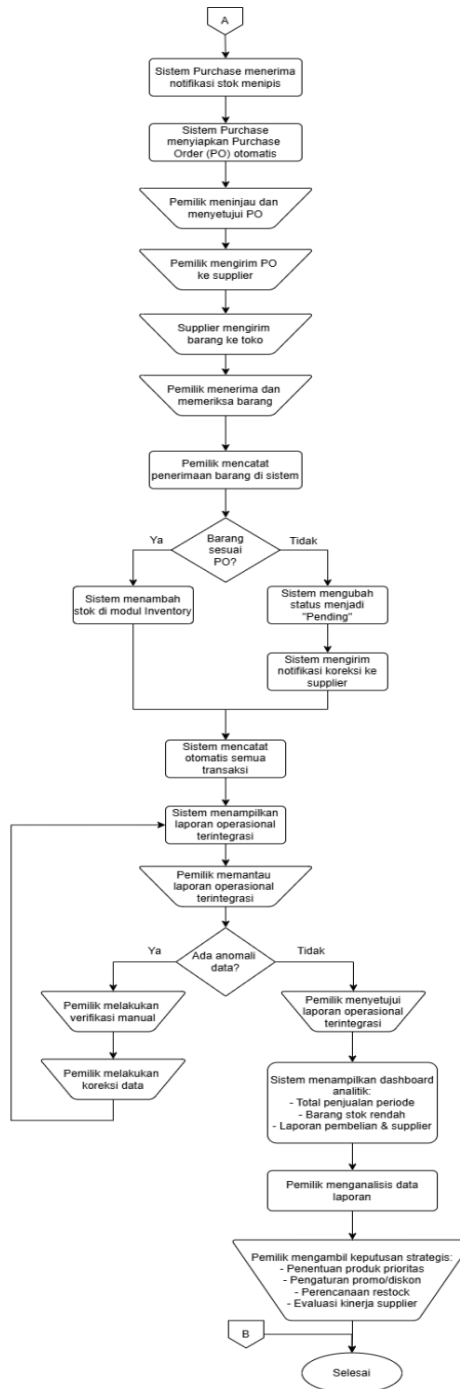 A
Sistem Purchase menerima
notifikasi stok menipis
Sistem Purchase
menyiapkan Purchase
Order (PO) otomatis
Pemilik meninjau dan
menyetujui PO
Pemilik mengirim PO
ke supplier
Supplier mengirim
barang ke toko
Pemilik menerima dan
memeriksa barang
Pemilik mencatat
penerimaan barang di sistem
Barang
sesuai
PO?
Ya
Tidak
Sistem menambah
stok di modul Inventory
Sistem mengubah
status menjadi
"Pending"
Sistem mengirim
notifikasi koreksi ke
supplier
Sistem mencatat
otomatis semua
transaksi
Sistem menampilkan
laporan operasional
terintegrasi
Pemilik memantau
laporan operasional
terintegrasi
Ada anomali
data?
Ya
Tidak
Pemilik melakukan
verifikasi manual
Pemilik melakukan
koreksi data
Pemilik menyetujui
laporan operasional
terintegrasi
Sistem menampilkan dashboard
analitik:
- Total penjualan periode
- Barang stok rendah
- Laporan pembelian & supplier
Pemilik menganalisis data
laporan
Pemilik mengambil keputusan strategis:
- Penentuan produk prioritas
- Pengaturan promo/diskon
- Perencanaan restock
- Evaluasi kinerja supplier
B
Selesai